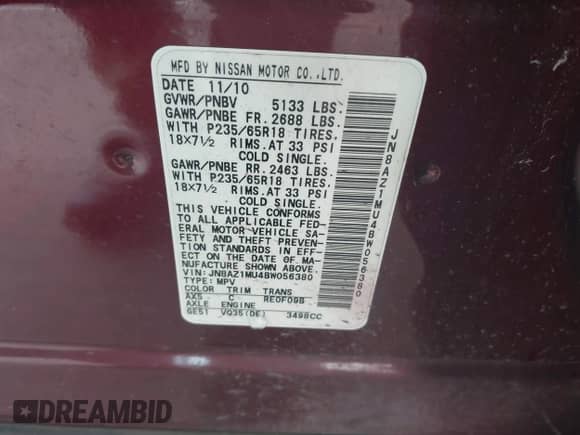 MFD BY NISSAN MOTOR CO.,LTD.
DATE 11/10
GVWR/PNBV 5133 LBS.
GAWR/PNBE FR. 2688 LBS.
WITH P235/65R18 TIRES.
18X7½ RIMS.AT 33 PSI
COLD SINGLE.
GAWR/PNBE RR. 2463 LBS.
WITH P235/65R18 TIRES.
18X7½ RIMS.AT 33 PSI
COLD SINGLE.
THIS VEHICLE CONFORMS
TO ALL APPLICABLE FED-
ERAL MOTOR VEHICLE SA-
FETY AND THEFT PREVEN-
TION STANDARDS IN EFF-
ECT ON THE DATE OF MA-
NUFACTURE SHOWN ABOVE.
VIN: JN8AZ1MU4BW056380
TYPE: MPV
COLOR TRIM TRANS
AX5 C RE0F09B
AXLE ENGINE
GE51 VQ35(DE) 3498CC
JN8AZ1MU4BW056380
DREAMBID